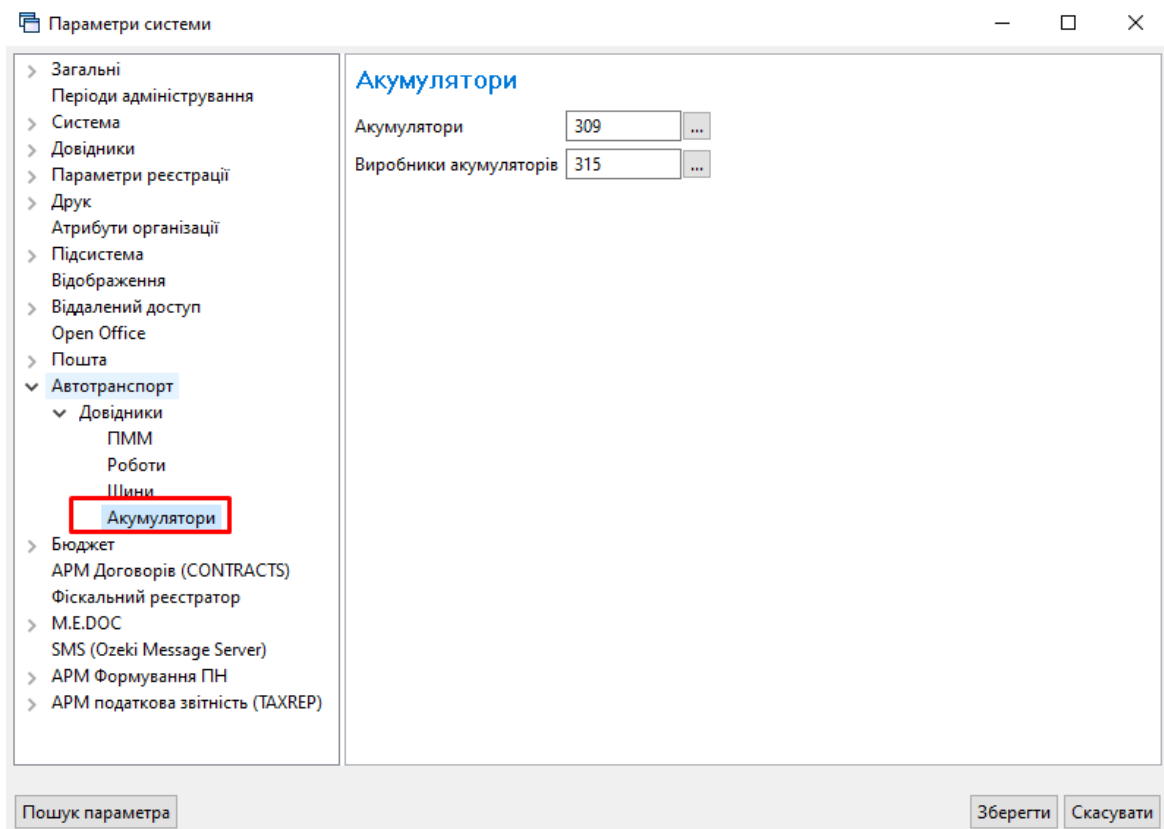 Параметри системи
Загальні
Періоди адміністрування
Система
Довідники
Параметри реєстрації
Друк
Атрибути організації
Підсистема
Відображення
Віддалений доступ
Open Office
Пошта
Автотранспорт
Довідники
ПММ
Роботи
Шини
Акумулятори
Бюджет
АРМ Договорів (CONTRACTS)
Фіскальний реєстратор
M.E.DOC
SMS (Ozeki Message Server)
АРМ Формування ПН
АРМ податкова звітність (TAXREP)
Акумулятори
Акумулятори 309 ...
Виробники акумуляторів 315 ...
Пошук параметра Зберегти Скасувати